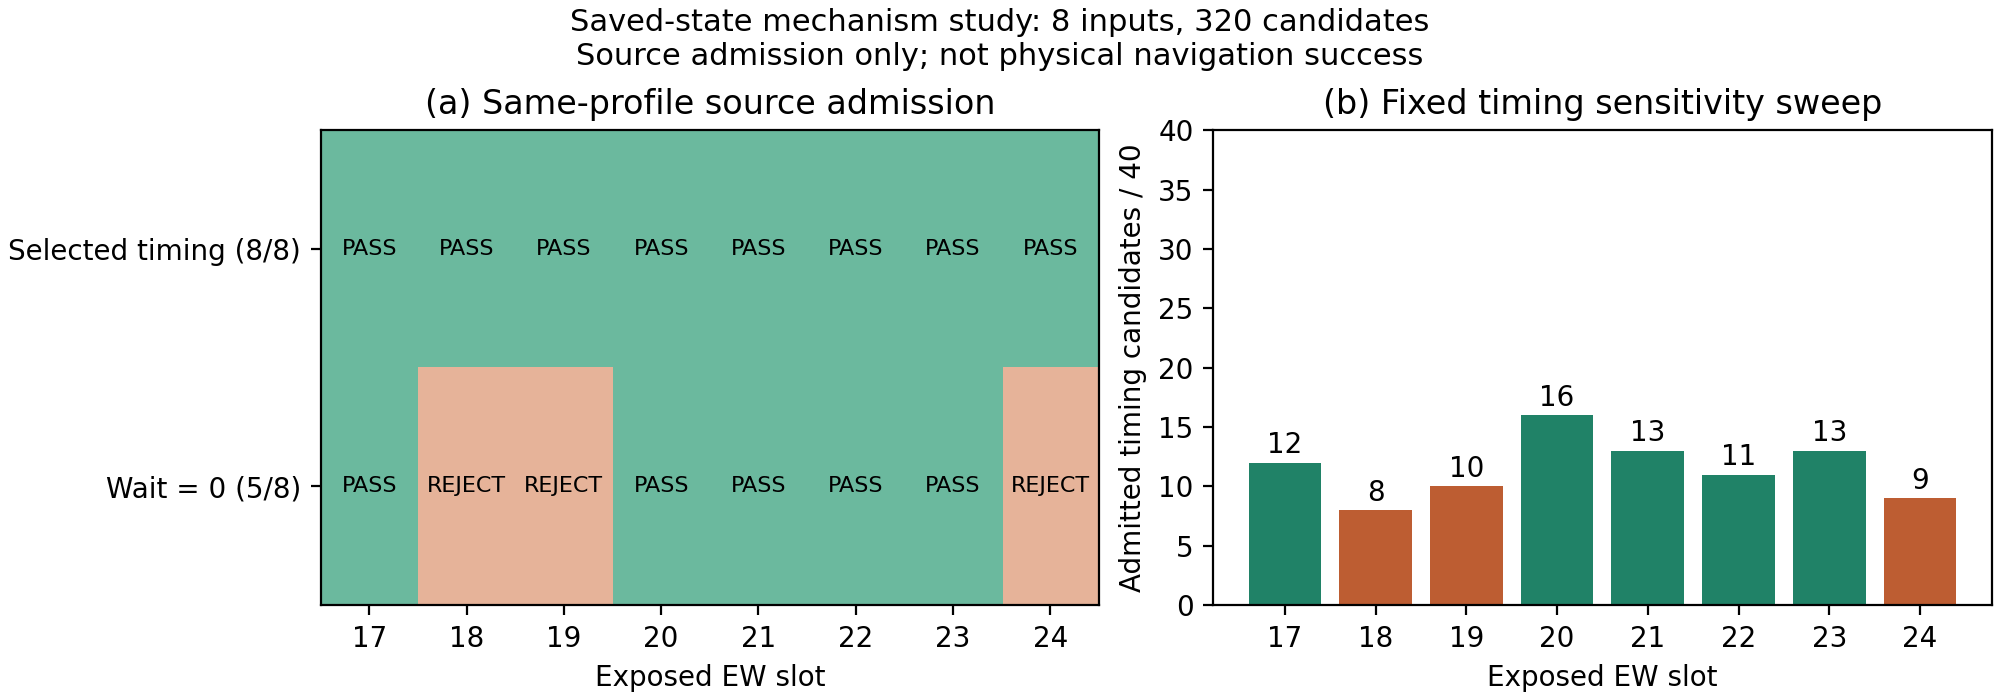 Saved-state mechanism study: 8 inputs, 320 candidates
Source admission only; not physical navigation success
(a) Same-profile source admission
Selected timing (8/8)
PASS PASS PASS PASS PASS PASS PASS PASS
Wait = 0 (5/8)
PASS REJECT REJECT PASS PASS PASS PASS REJECT
17 18 19 20 21 22 23 24
Exposed EW slot
(b) Fixed timing sensitivity sweep
Admitted timing candidates / 40
40
35
30
25
20
15
10
5
0
12 8 10 16 13 11 13 9
17 18 19 20 21 22 23 24
Exposed EW slot